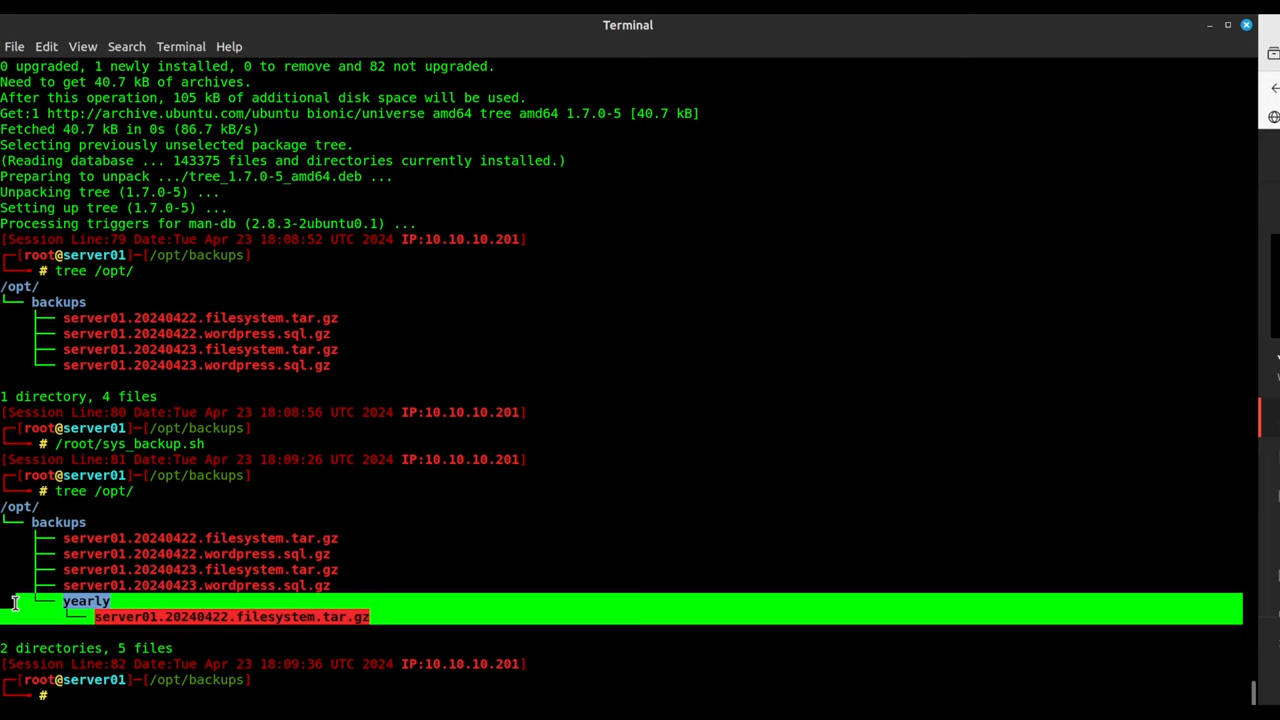 Terminal
File Edit View Search Terminal Help
0 upgraded, 1 newly installed, 0 to remove and 82 not upgraded.
Need to get 40.7 kB of archives.
After this operation, 105 kB of additional disk space will be used.
Get:1 http://archive.ubuntu.com/ubuntu bionic/universe amd64 tree amd64 1.7.0-5 [40.7 kB]
Fetched 40.7 kB in 0s (86.7 kB/s)
Selecting previously unselected package tree.
(Reading database ... 143375 files and directories currently installed.)
Preparing to unpack .../tree_1.7.0-5_amd64.deb ...
Unpacking tree (1.7.0-5) ...
Setting up tree (1.7.0-5) ...
Processing triggers for man-db (2.8.3-2ubuntu0.1) ...
[Session Line:79 Date:Tue Apr 23 18:08:52 UTC 2024 IP:10.10.10.201]
┌─[root@server01]─[/opt/backups]
└──╼ # tree /opt/
/opt/
└── backups
    ├── server01.20240422.filesystem.tar.gz
    ├── server01.20240422.wordpress.sql.gz
    ├── server01.20240423.filesystem.tar.gz
    └── server01.20240423.wordpress.sql.gz
1 directory, 4 files
[Session Line:80 Date:Tue Apr 23 18:08:56 UTC 2024 IP:10.10.10.201]
┌─[root@server01]─[/opt/backups]
└──╼ # /root/sys_backup.sh
[Session Line:81 Date:Tue Apr 23 18:09:26 UTC 2024 IP:10.10.10.201]
┌─[root@server01]─[/opt/backups]
└──╼ # tree /opt/
/opt/
└── backups
    ├── server01.20240422.filesystem.tar.gz
    ├── server01.20240422.wordpress.sql.gz
    ├── server01.20240423.filesystem.tar.gz
    ├── server01.20240423.wordpress.sql.gz
    └── yearly
        └── server01.20240422.filesystem.tar.gz
2 directories, 5 files
[Session Line:82 Date:Tue Apr 23 18:09:36 UTC 2024 IP:10.10.10.201]
┌─[root@server01]─[/opt/backups]
└──╼ #